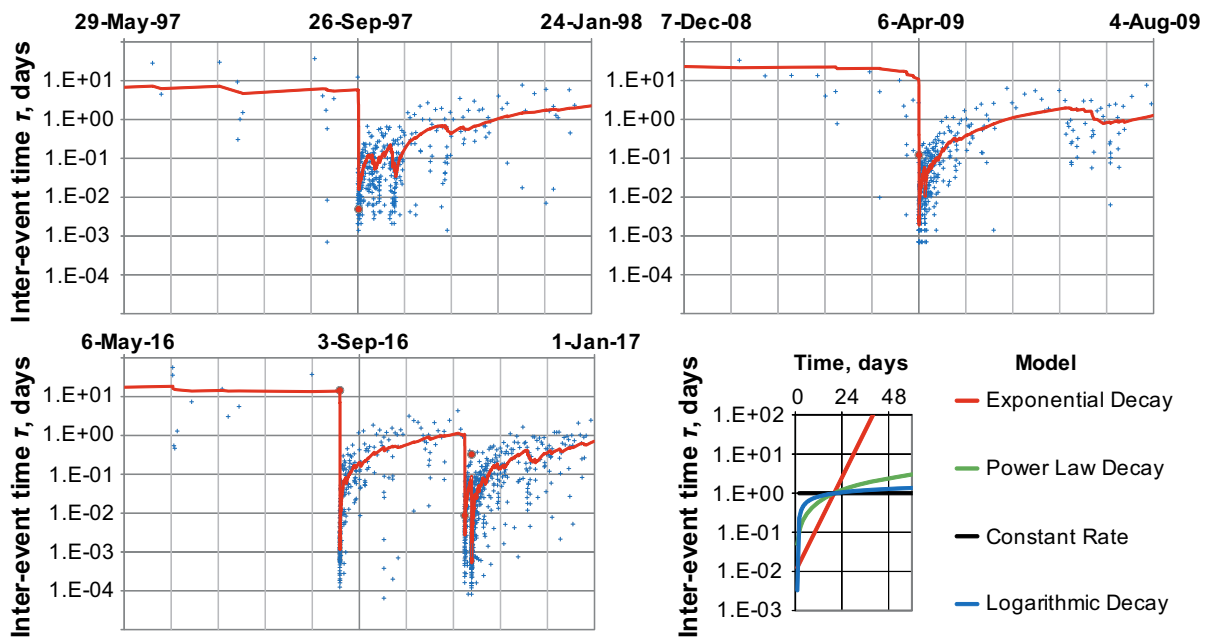 29-May-97 26-Sep-97 24-Jan-98
Inter-event time τ, days
1.E+01
1.E+00
1.E-01
1.E-02
1.E-03
1.E-04
7-Dec-08 6-Apr-09 4-Aug-09
1.E+01
1.E+00
1.E-01
1.E-02
1.E-03
1.E-04
6-May-16 3-Sep-16 1-Jan-17
Inter-event time τ, days
1.E+01
1.E+00
1.E-01
1.E-02
1.E-03
1.E-04
Time, days
0 24 48
Inter-event time τ, days
1.E+02
1.E+01
1.E+00
1.E-01
1.E-02
1.E-03
Model
Exponential Decay
Power Law Decay
Constant Rate
Logarithmic Decay